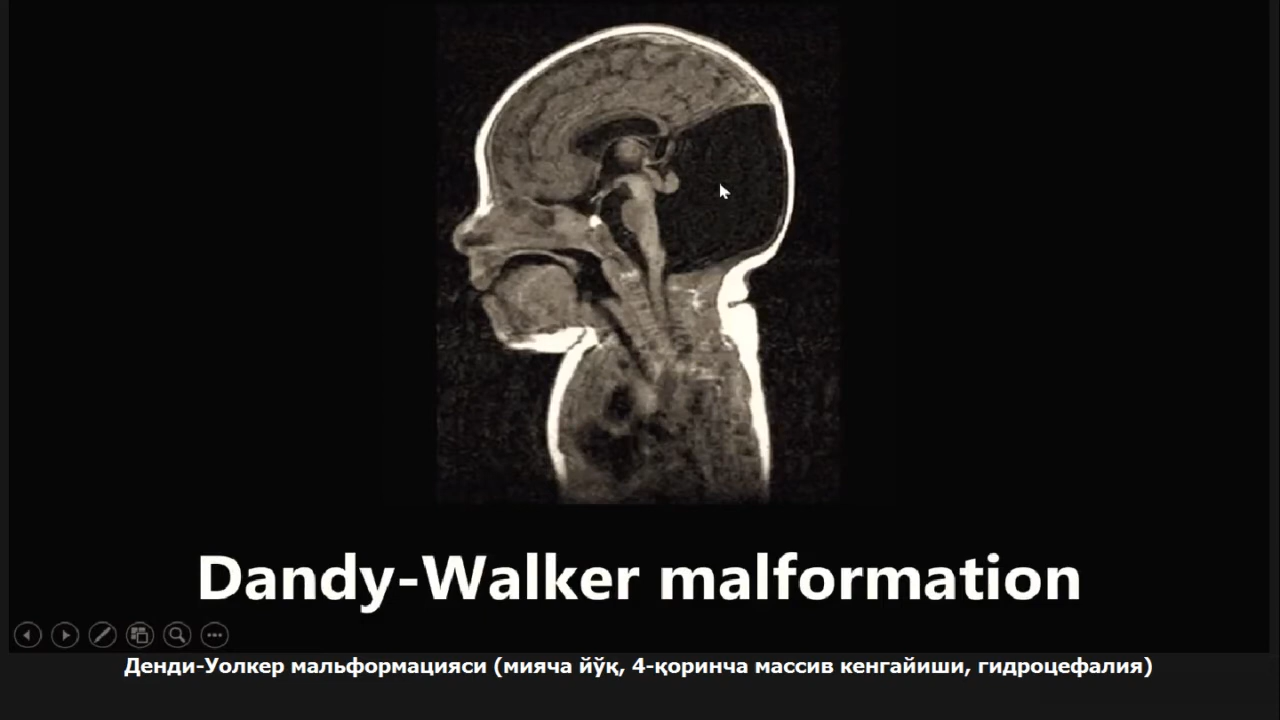 Dandy-Walker malformation
Денди-Уолкер мальформацияси (мияча йўқ, 4-қоринча массив кенгайиши, гидроцефалия)